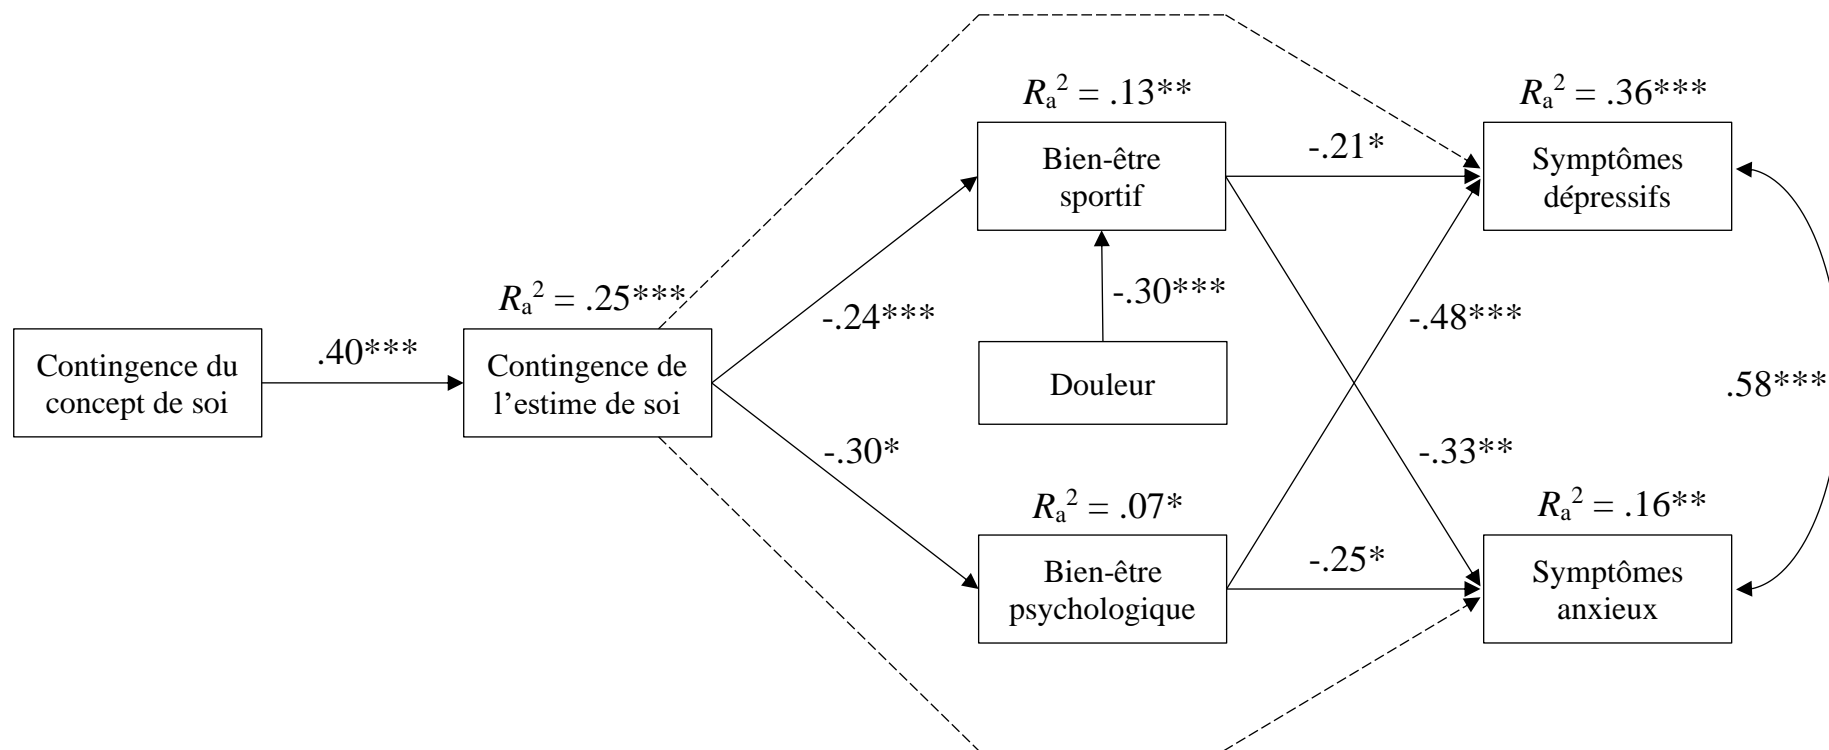 Rₐ² = .13**
Rₐ² = .36***
Bien-être
sportif
-.21*
Symptômes
dépressifs
Rₐ² = .25***
-.24***
-.30***
-.48***
Contingence du
concept de soi
.40***
Contingence de
l’estime de soi
Douleur
.58***
-.30*
-.33**
Rₐ² = .07*
Rₐ² = .16**
Bien-être
psychologique
-.25*
Symptômes
anxieux